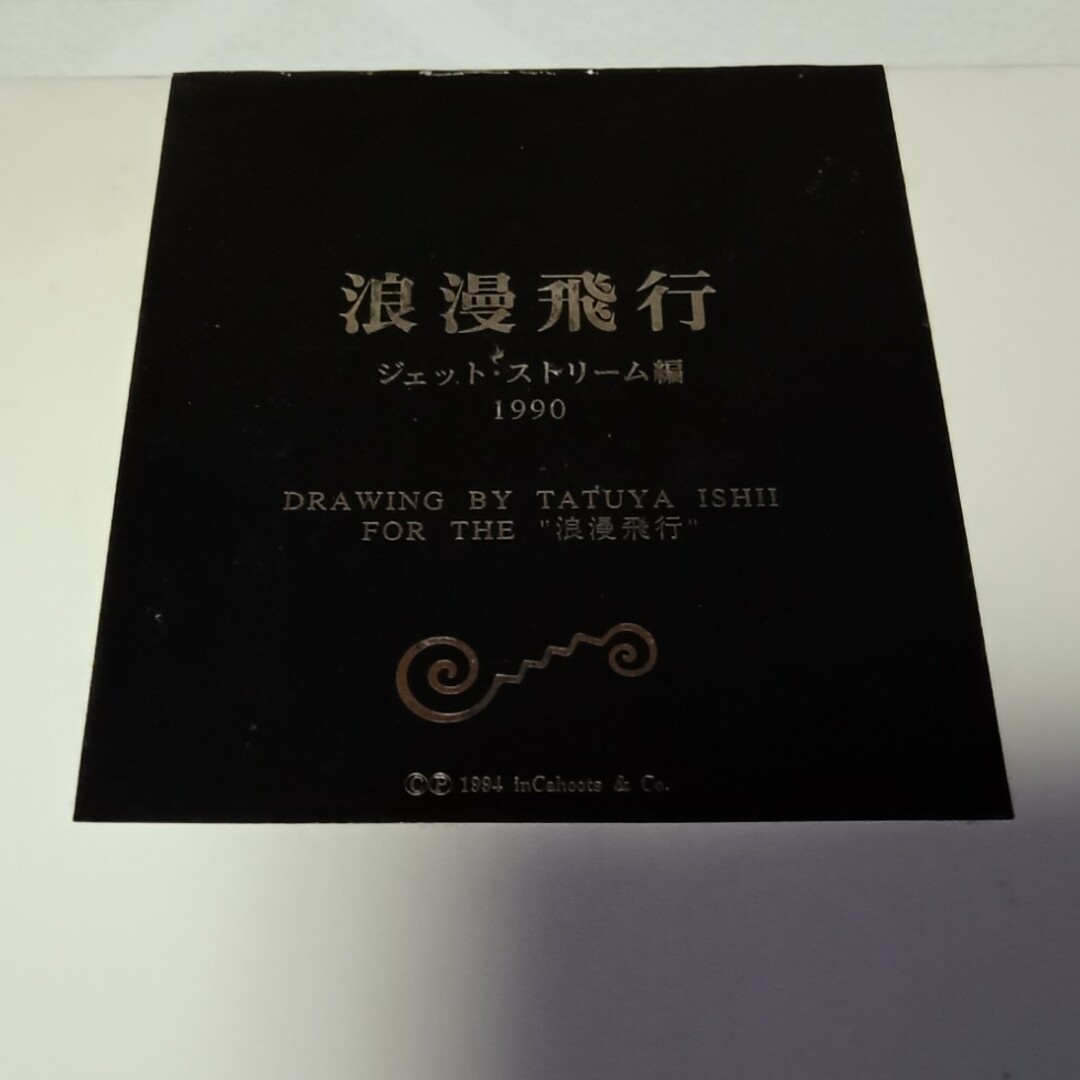 浪漫飛行
ジェット・ストリーム編
1990
DRAWING BY TATUYA ISHII
FOR THE "浪漫飛行"
©℗ 1994 inCahoots & Co.